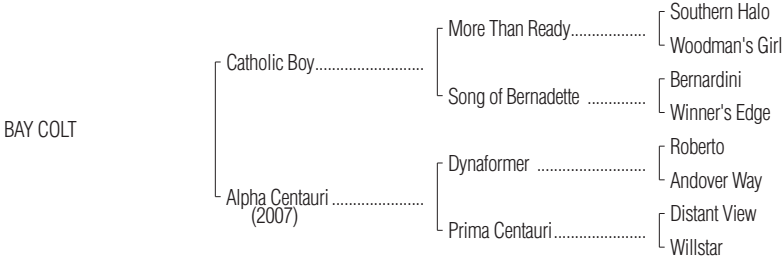 Southern Halo
More Than Ready....................
Woodman's Girl
Catholic Boy..........................
Bernardini
Song of Bernadette ..............
Winner's Edge
BAY COLT
Roberto
Dynaformer ..........................
Andover Way
Alpha Centauri ......................
(2007)
Distant View
Prima Centauri......................
Willstar